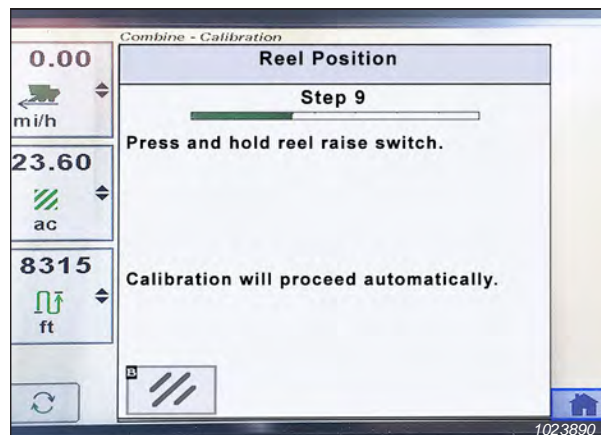 Combine - Calibration
0.00
mi/h
23.60
ac
8315
ft
Reel Position
Step 9
Press and hold reel raise switch.
Calibration will proceed automatically.
B
1023890